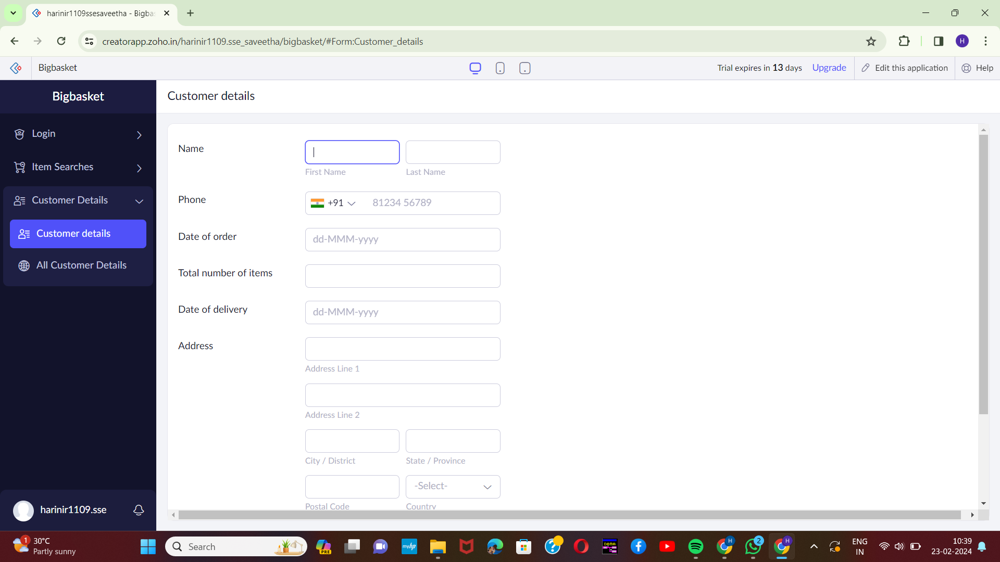 harinir1109ssesaveetha - Bigbas
creatorapp.zoho.in/harinir1109.sse_saveetha/bigbasket/#Form:Customer_details
H
Bigbasket
Trial expires in 13 days
Upgrade
Edit this application
Help
Bigbasket
Login
Item Searches
Customer Details
Customer details
All Customer Details
harinir1109.sse
Customer details
Name
First Name
Last Name
Phone
+91
81234 56789
Date of order
dd-MMM-yyyy
Total number of items
Date of delivery
dd-MMM-yyyy
Address
Address Line 1
Address Line 2
City / District
State / Province
-Select-
Postal Code
Country
1
30°C
Partly sunny
Search
PRE
myhp
DATA
H
2
H
ENG
IN
10:39
23-02-2024